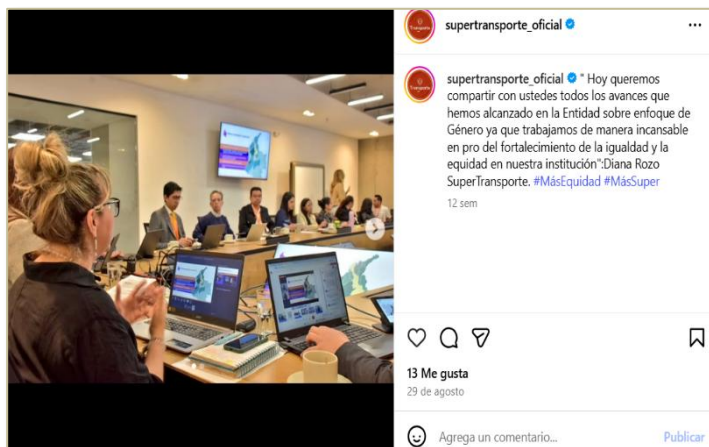 supertransporte_oficial
supertransporte_oficial " Hoy queremos
compartir con ustedes todos los avances que
hemos alcanzado en la Entidad sobre enfoque de
Género ya que trabajamos de manera incansable
en pro del fortalecimiento de la igualdad y la
equidad en nuestra institución":Diana Rozo
SuperTransporte. #MásEquidad #MásSuper
12 sem
13 Me gusta
29 de agosto
Agrega un comentario...
Publicar